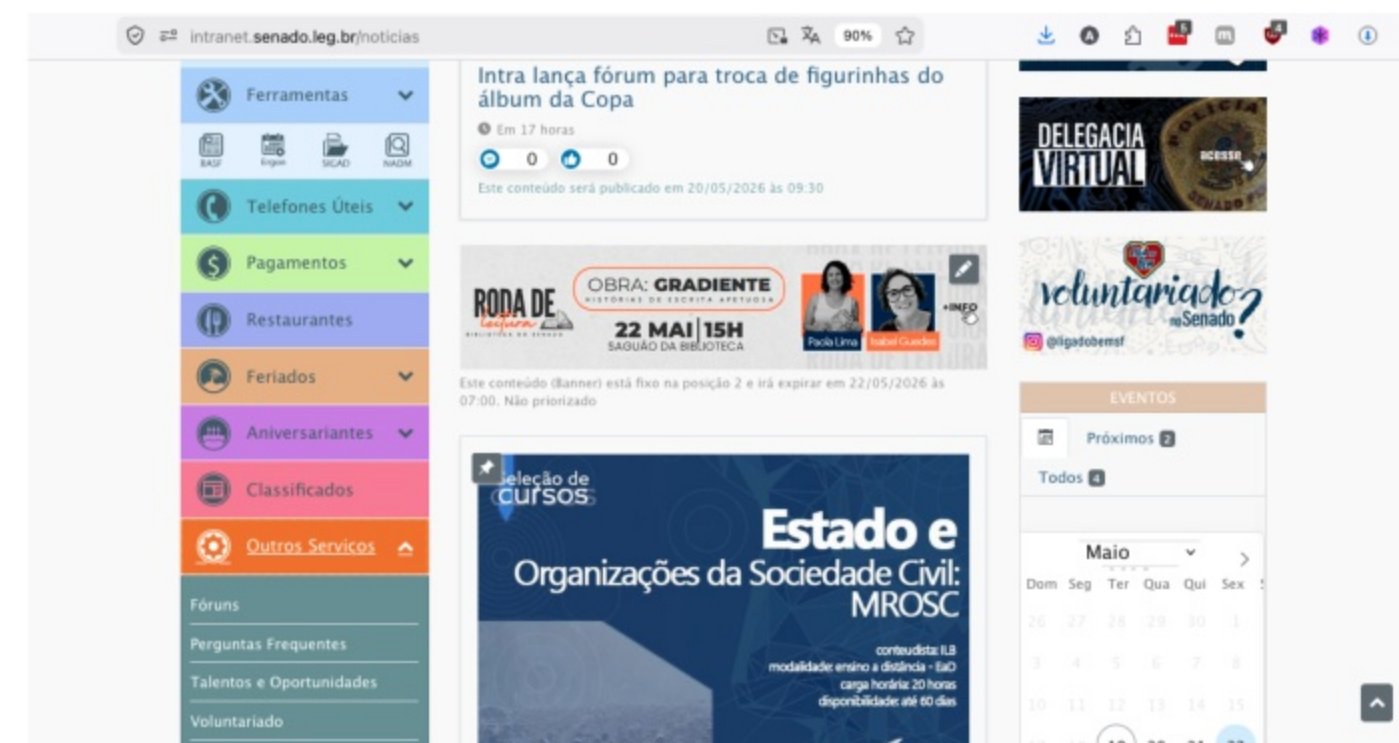 intranet.senado.leg.br/noticias
90%
Ferramentas
BASF
Ergon
SICAD
NADM
Telefones Úteis
Pagamentos
Restaurantes
Feriados
Aniversariantes
Classificados
Outros Serviços
Fóruns
Perguntas Frequentes
Talentos e Oportunidades
Voluntariado
Intra lança fórum para troca de figurinhas do
álbum da Copa
Em 17 horas
0 0
Este conteúdo será publicado em 20/05/2026 às 09:30
RODA DE
leitura
BIBLIOTECA DO SENADO
OBRA: GRADIENTE
HISTÓRIAS DE ESCRITA AFETUOSA
22 MAI|15H
SAGUÃO DA BIBLIOTECA
Paola Lima
Isabel Guedes
+INFO
Este conteúdo (Banner) está fixo na posição 2 e irá expirar em 22/05/2026 às
07:00. Não priorizado
Seleção de
cursos
Estado e
Organizações da Sociedade Civil:
MROSC
conteudista: ILB
modalidade: ensino a distância - EaD
carga horária: 20 horas
disponibilidade: até 60 dias
DELEGACIA
VIRTUAL
POLICIA
acesse
voluntariado
no Senado?
@ligadobemsf
EVENTOS
Próximos 2
Todos 4
Maio
Dom Seg Ter Qua Qui Sex
26 27 28 29 30 1
3 4 5 6 7 8
10 11 12 13 14 15